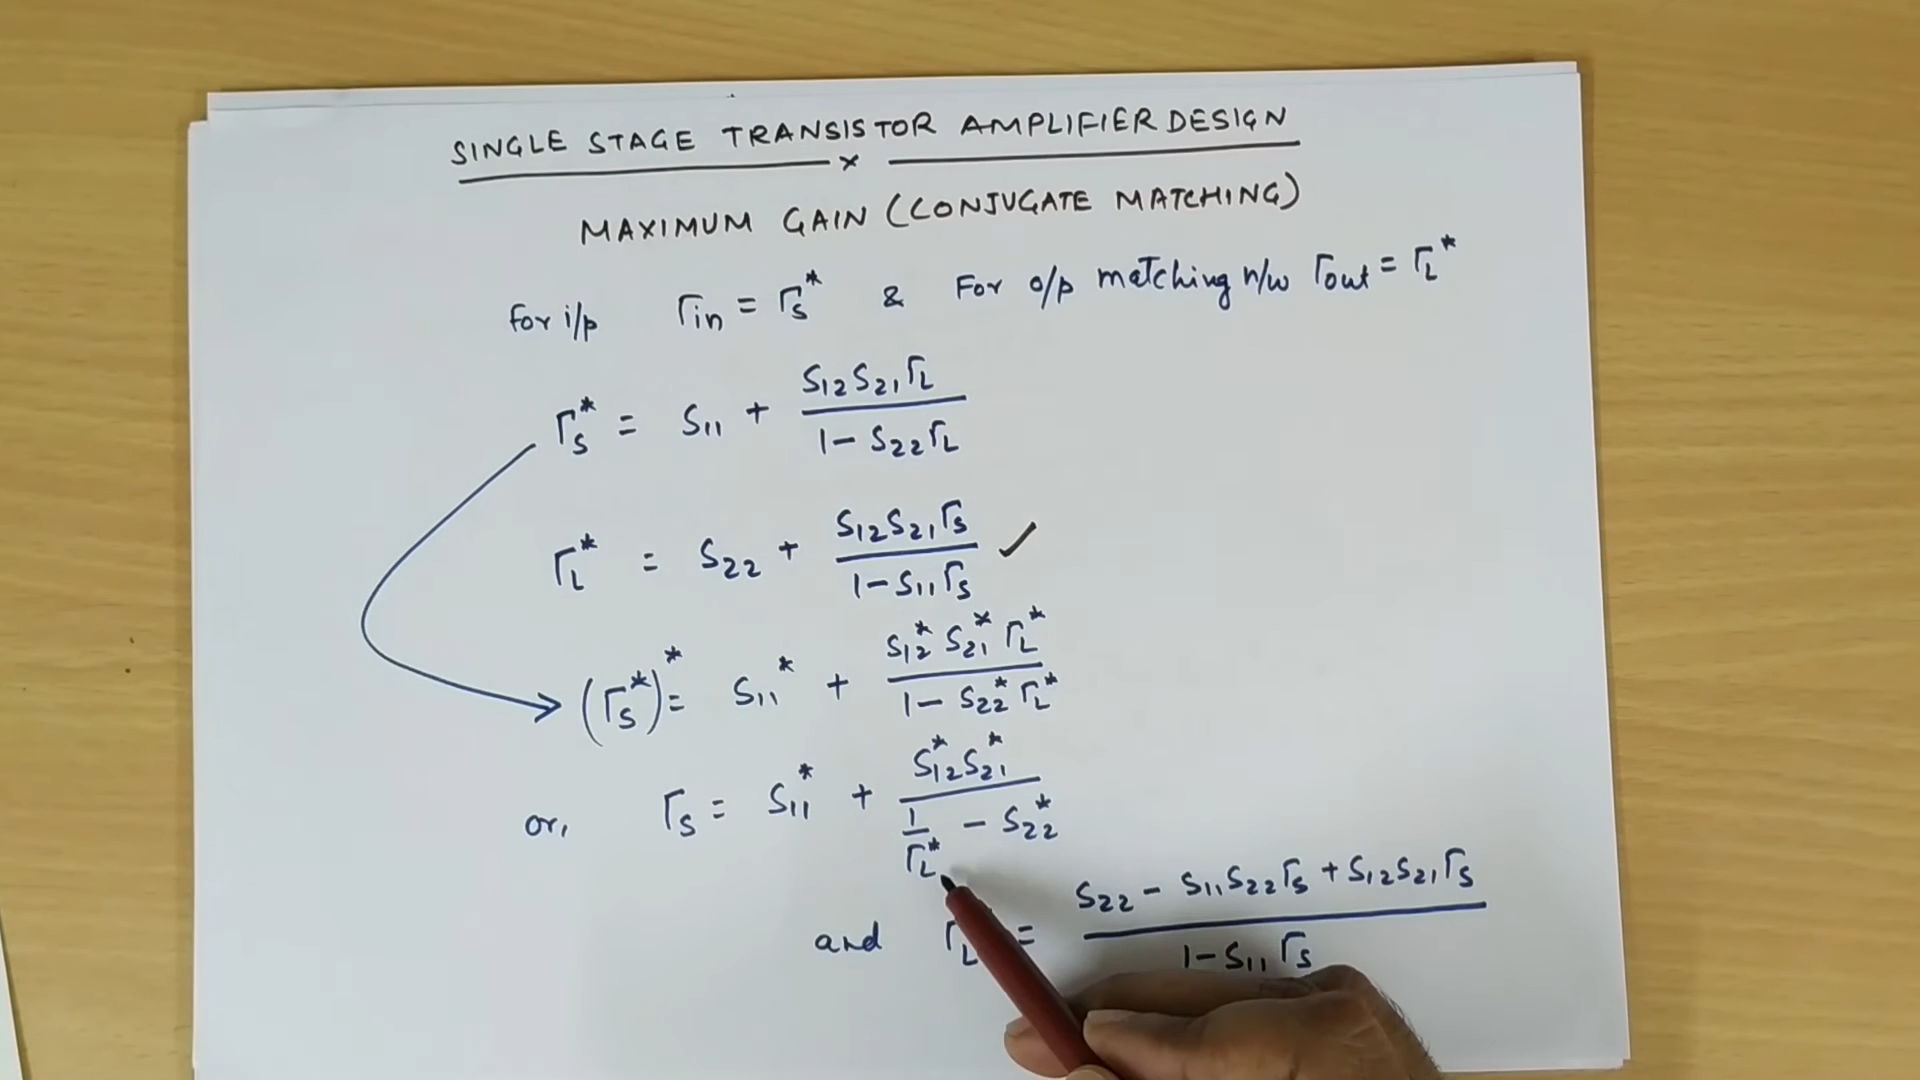 SINGLE STAGE TRANSISTOR AMPLIFIER DESIGN
x
MAXIMUM GAIN (CONJUGATE MATCHING)
for i/p Γin = ΓS* & For o/p matching n/w Γout = ΓL*
ΓS* = S11 + S12S21ΓL / 1 - S22ΓL
ΓL* = S22 + S12S21ΓS / 1 - S11ΓS ✓
(ΓS*)* = S11* + S12* S21* ΓL* / 1 - S22* ΓL*
or, ΓS = S11* + S12* S21* / 1/ΓL* - S22*
and ΓL = S22 - S11S22ΓS + S12S21ΓS / 1 - S11 ΓS